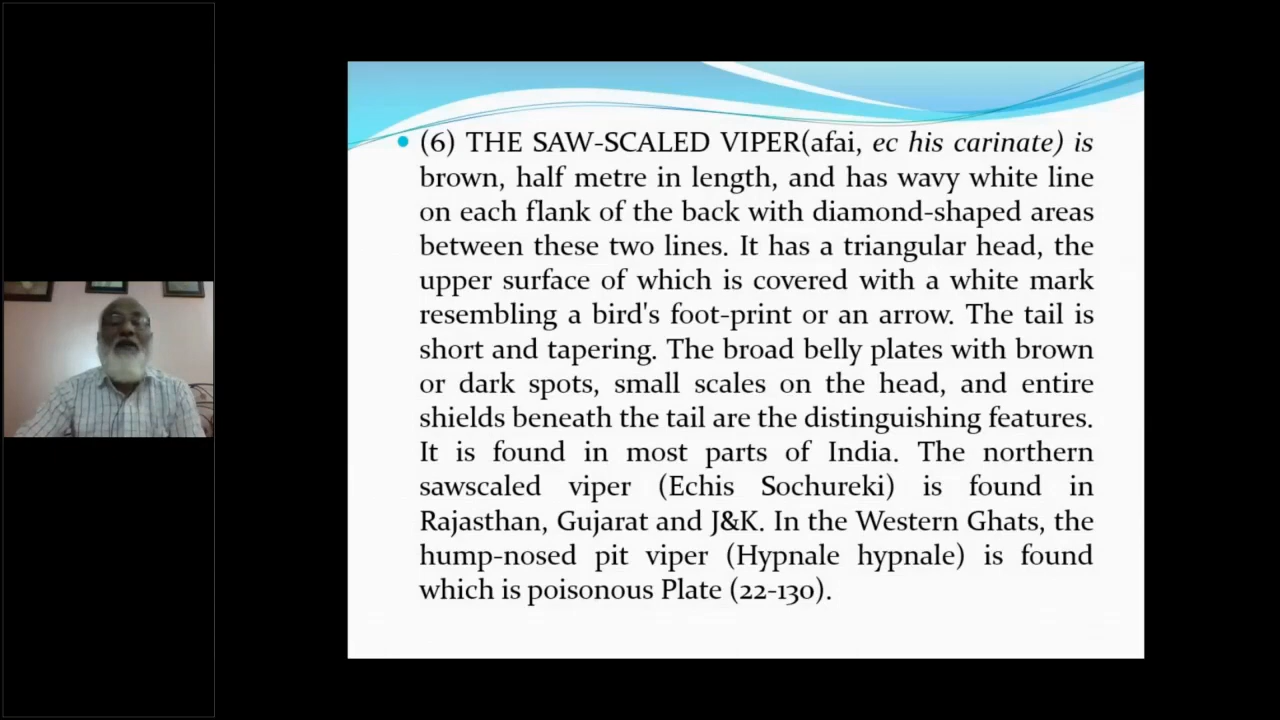 (6) THE SAW-SCALED VIPER(afai, ec his carinate) is
brown, half metre in length, and has wavy white line
on each flank of the back with diamond-shaped areas
between these two lines. It has a triangular head, the
upper surface of which is covered with a white mark
resembling a bird's foot-print or an arrow. The tail is
short and tapering. The broad belly plates with brown
or dark spots, small scales on the head, and entire
shields beneath the tail are the distinguishing features.
It is found in most parts of India. The northern
sawscaled viper (Echis Sochureki) is found in
Rajasthan, Gujarat and J&K. In the Western Ghats, the
hump-nosed pit viper (Hypnale hypnale) is found
which is poisonous Plate (22-130).